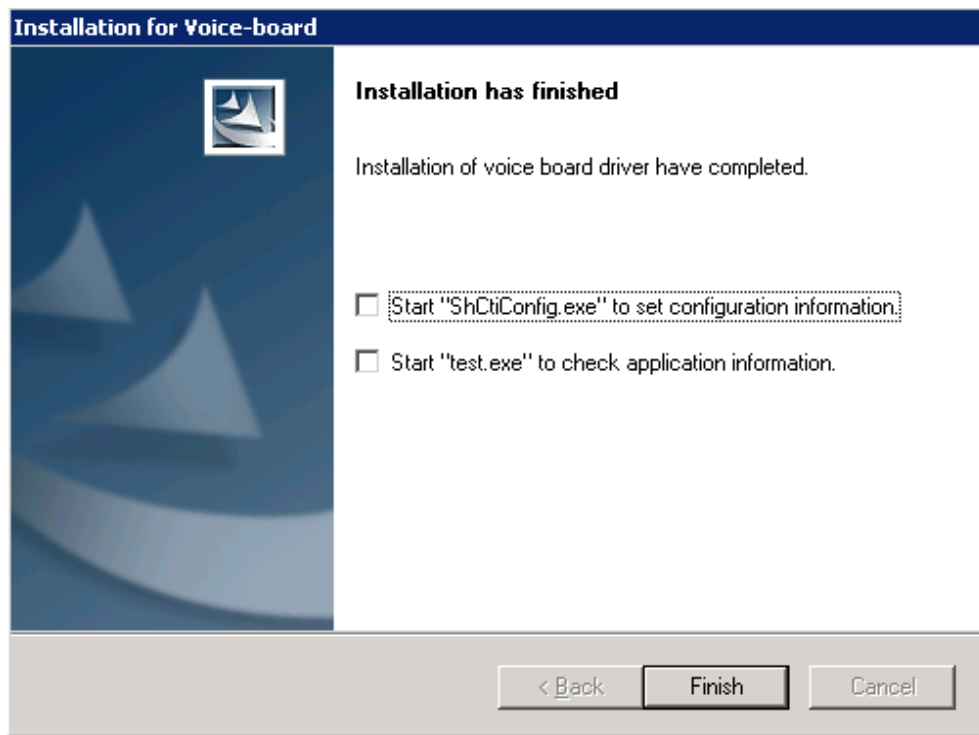 Installation for Voice-board
Installation has finished
Installation of voice board driver have completed.
Start "ShCtiConfig.exe" to set configuration information.
Start "test.exe" to check application information.
< Back
Finish
Cancel